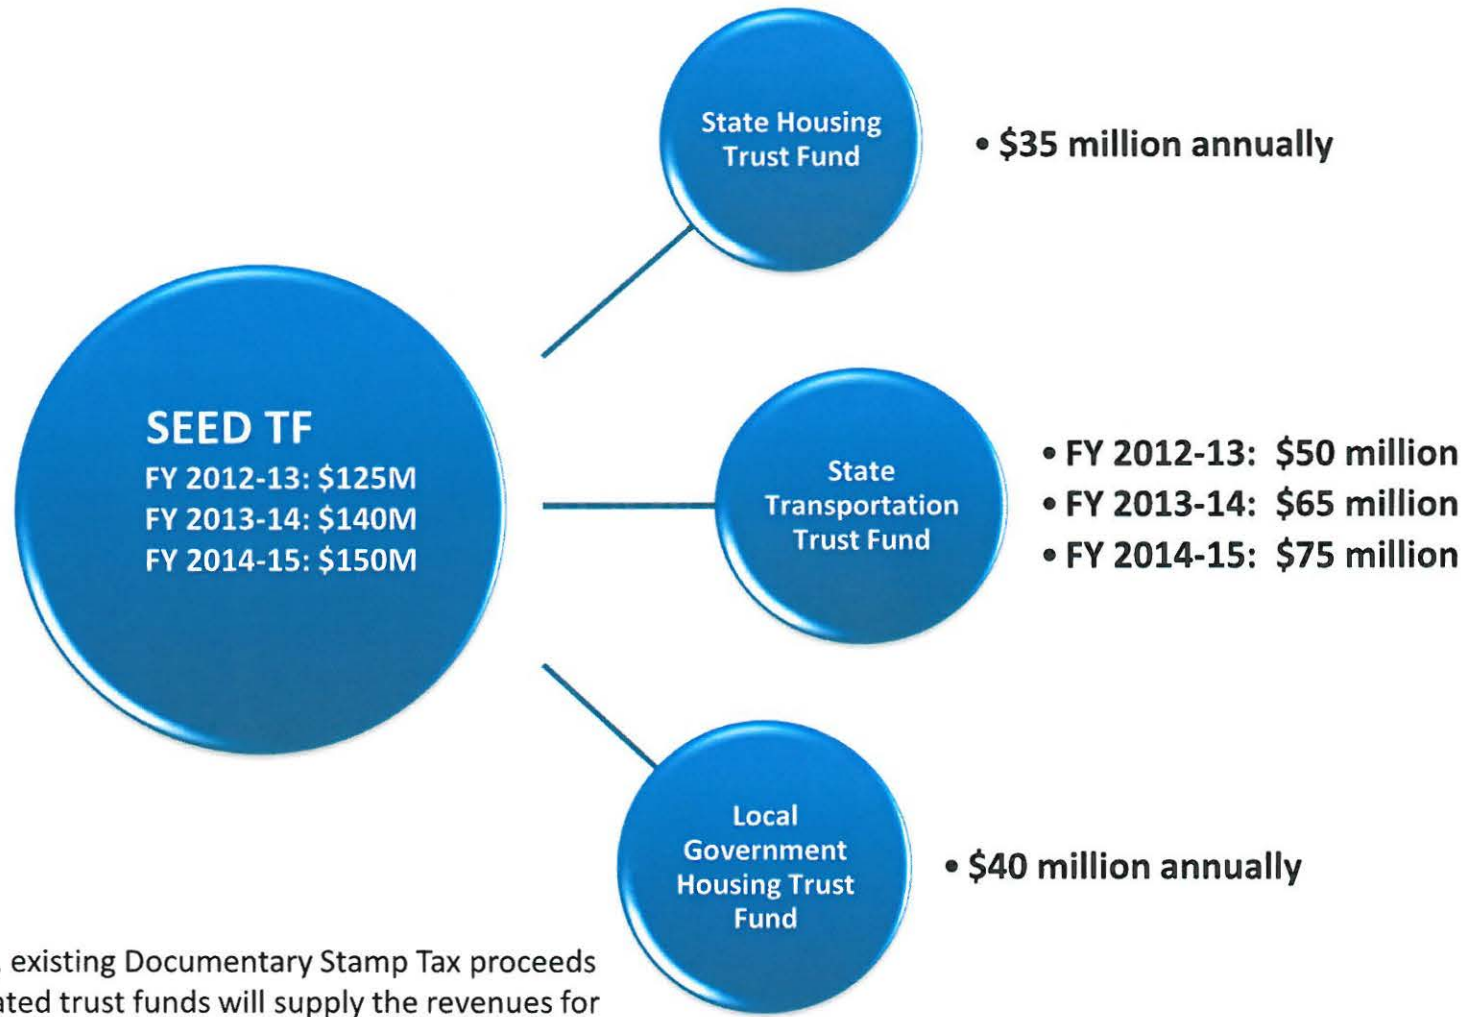 State Housing
Trust Fund
• $35 million annually
SEED TF
FY 2012-13: $125M
FY 2013-14: $140M
FY 2014-15: $150M
State
Transportation
Trust Fund
• FY 2012-13: $50 million
• FY 2013-14: $65 million
• FY 2014-15: $75 million
Local
Government
Housing Trust
Fund
• $40 million annually
existing Documentary Stamp Tax proceeds
trust funds will supply the revenues for